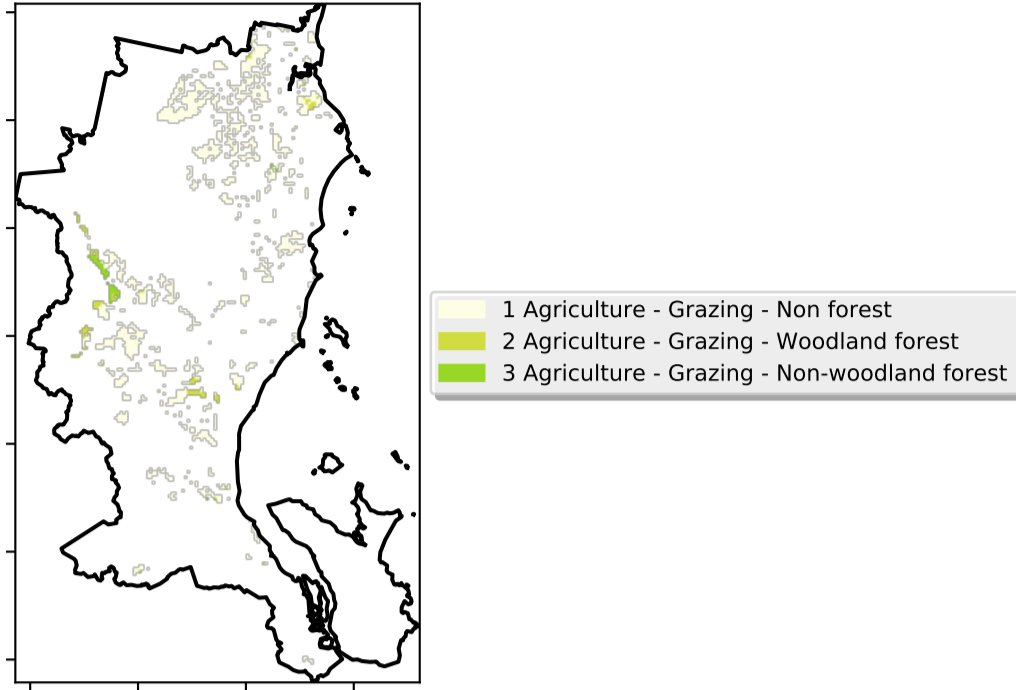 1 Agriculture - Grazing - Non forest
2 Agriculture - Grazing - Woodland forest
3 Agriculture - Grazing - Non-woodland forest